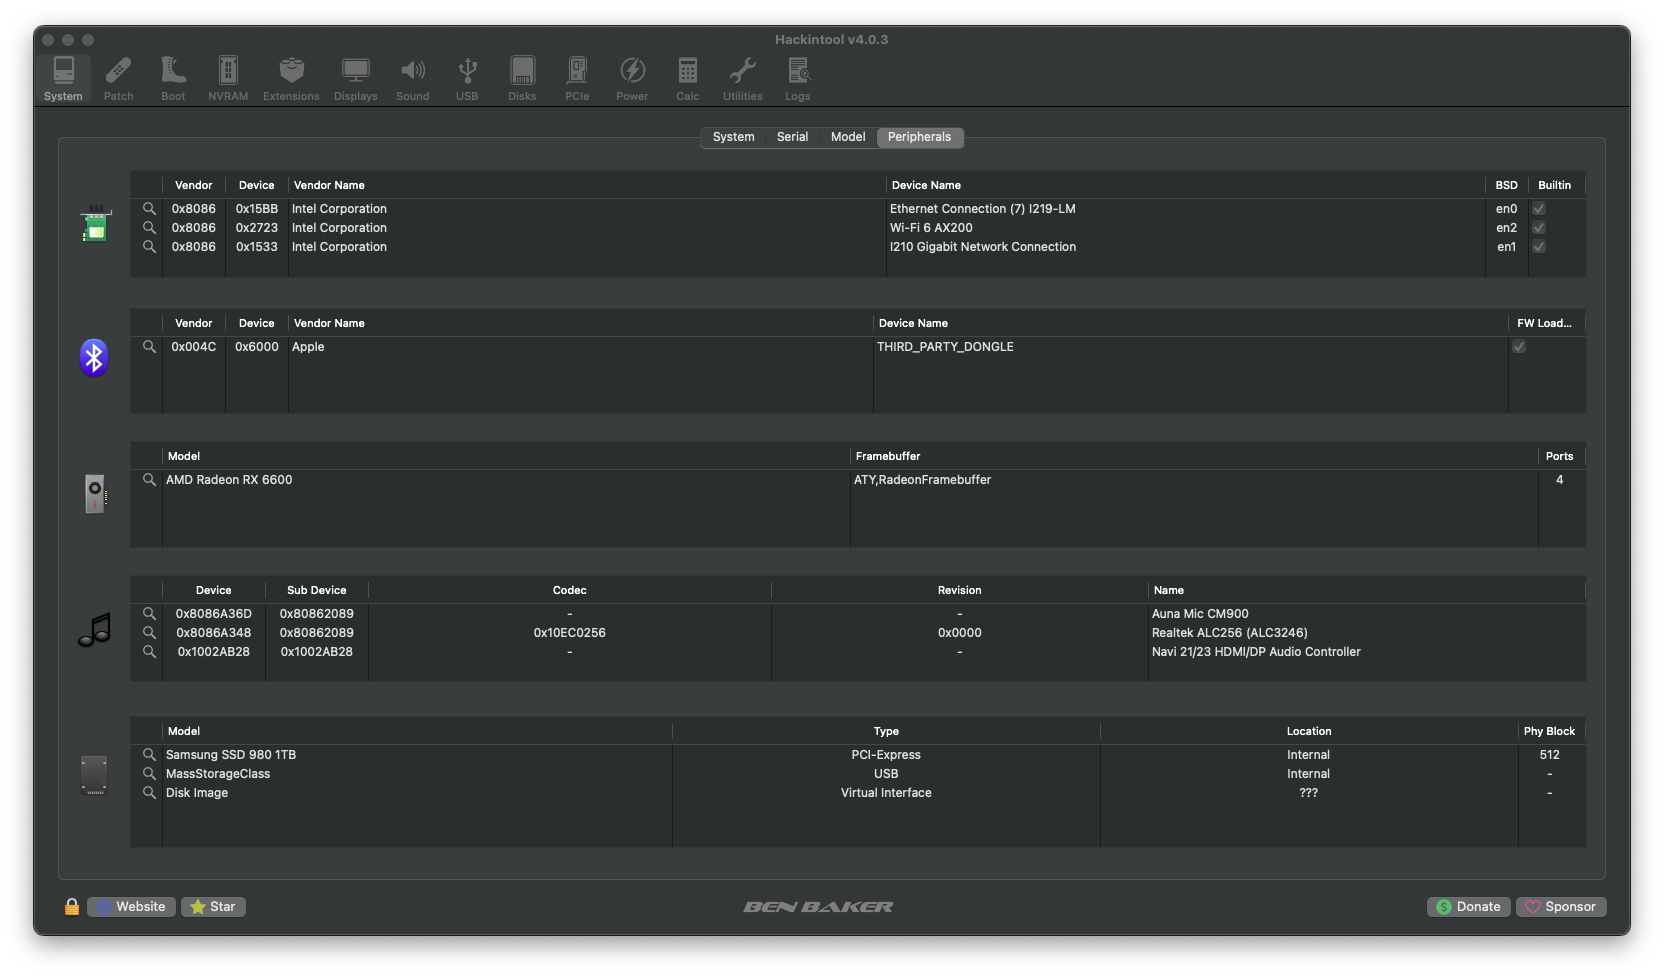 Hackintool v4.0.3
System Patch Boot NVRAM Extensions Displays Sound USB Disks PCIe Power Calc Utilities Logs
System Serial Model Peripherals
Vendor Device Vendor Name Device Name BSD Builtin
0x8086 0x15BB Intel Corporation Ethernet Connection (7) I219-LM en0
0x8086 0x2723 Intel Corporation Wi-Fi 6 AX200 en2
0x8086 0x1533 Intel Corporation I210 Gigabit Network Connection en1
Vendor Device Vendor Name Device Name FW Load...
0x004C 0x6000 Apple THIRD_PARTY_DONGLE
Model Framebuffer Ports
AMD Radeon RX 6600 ATY,RadeonFramebuffer 4
Device Sub Device Codec Revision Name
0x8086A36D 0x80862089 - - Auna Mic CM900
0x8086A348 0x80862089 0x10EC0256 0x0000 Realtek ALC256 (ALC3246)
0x1002AB28 0x1002AB28 - - Navi 21/23 HDMI/DP Audio Controller
Model Type Location Phy Block
Samsung SSD 980 1TB PCI-Express Internal 512
MassStorageClass USB Internal -
Disk Image Virtual Interface ??? -
Website Star BEN BAKER Donate Sponsor